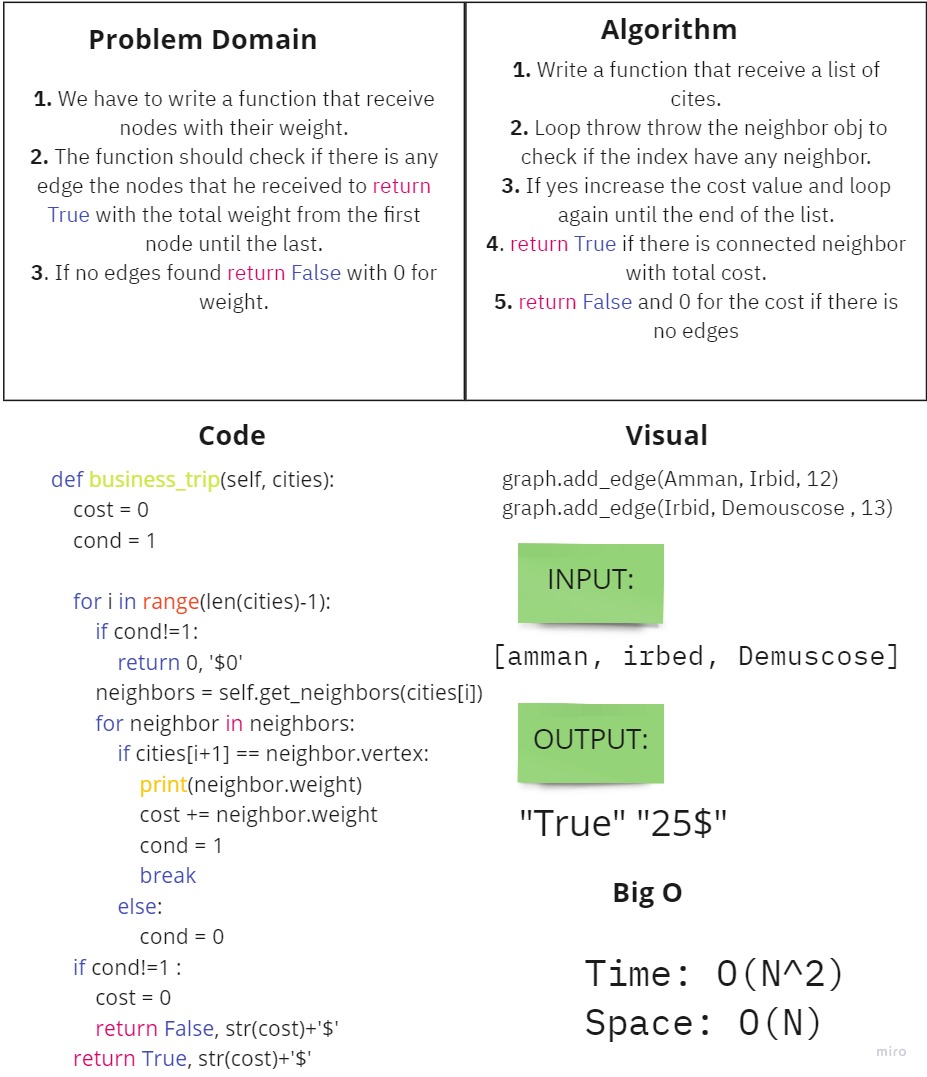 Problem Domain
1. We have to write a function that receive
nodes with their weight.
2. The function should check if there is any
edge the nodes that he received to return
True with the total weight from the first
node until the last.
3. If no edges found return False with 0 for
weight.
Algorithm
1. Write a function that receive a list of
cites.
2. Loop throw throw the neighbor obj to
check if the index have any neighbor.
3. If yes increase the cost value and loop
again until the end of the list.
4. return True if there is connected neighbor
with total cost.
5. return False and 0 for the cost if there is
no edges
Code
def business_trip(self, cities):
cost = 0
cond = 1
for i in range(len(cities)-1):
if cond!=1:
return 0, '$0'
neighbors = self.get_neighbors(cities[i])
for neighbor in neighbors:
if cities[i+1] == neighbor.vertex:
print(neighbor.weight)
cost += neighbor.weight
cond = 1
break
else:
cond = 0
if cond!=1 :
cost = 0
return False, str(cost)+'$'
return True, str(cost)+'$'
Visual
graph.add_edge(Amman, Irbid, 12)
graph.add_edge(Irbid, Demouscose , 13)
INPUT:
[amman, irbed, Demuscose]
OUTPUT:
"True" "25$"
Big O
Time: O(N^2)
Space: O(N)
miro